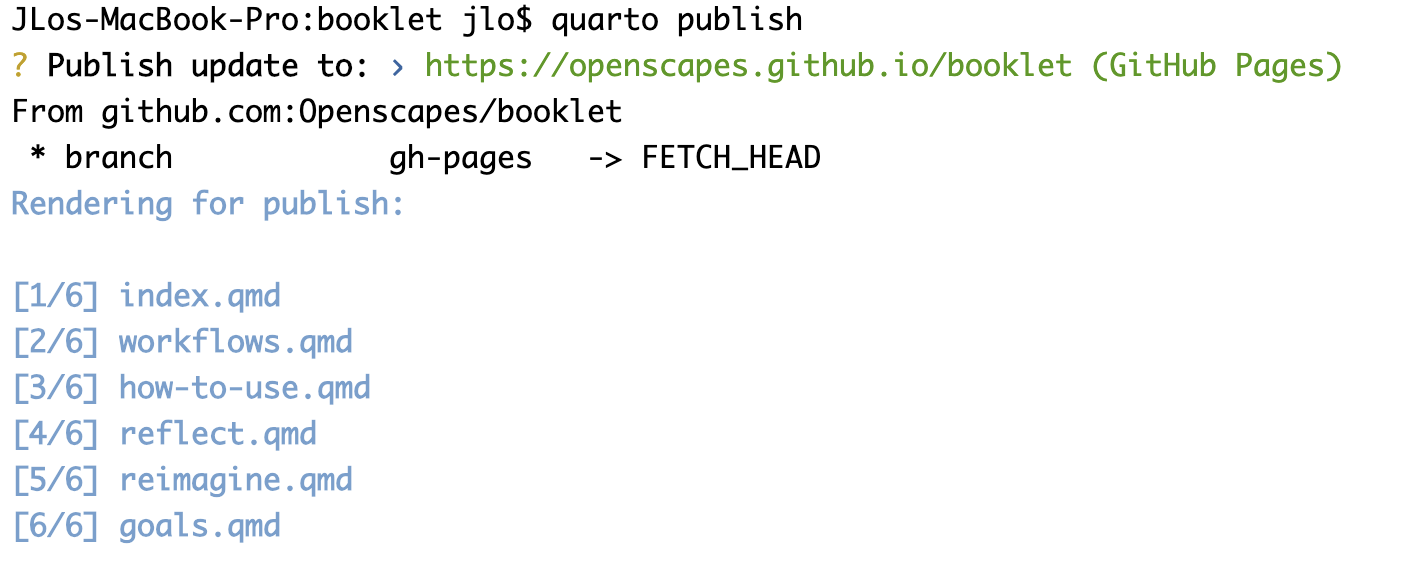 JLos-MacBook-Pro:booklet jlo$ quarto publish
? Publish update to: › https://openscapes.github.io/booklet (GitHub Pages)
From github.com:Openscapes/booklet
 * branch            gh-pages   -> FETCH_HEAD
Rendering for publish:

[1/6] index.qmd
[2/6] workflows.qmd
[3/6] how-to-use.qmd
[4/6] reflect.qmd
[5/6] reimagine.qmd
[6/6] goals.qmd